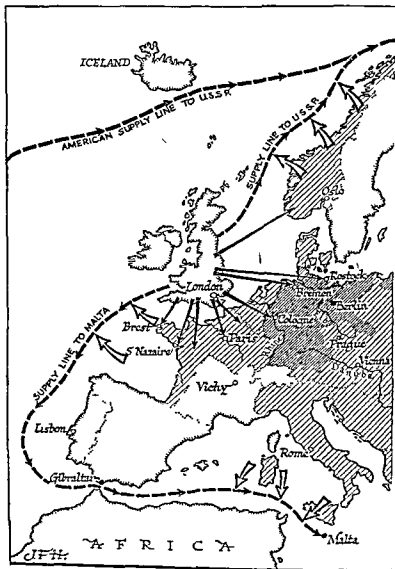 ICELAND
AMERICAN SUPPLY LINE TO U.S.S.R
SUPPLY LINE TO U.S.S.R
Oslo
London
Rostock
Bremen
Berlin
Brest
Cologne
Paris
Prague
St Nazaire
Vienna
Danube
SUPPLY LINE TO MALTA
Vichy
Lisbon
Rome
Gibraltar
Malta
AFRICA
J.F.H.